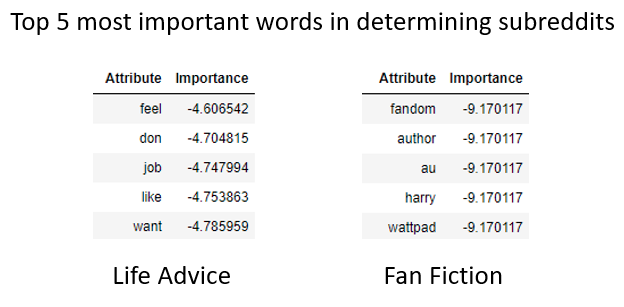 Top 5 most important words in determining subreddits
Attribute Importance
feel -4.606542
don -4.704815
job -4.747994
like -4.753863
want -4.785959
Life Advice
Attribute Importance
fandom -9.170117
author -9.170117
au -9.170117
harry -9.170117
wattpad -9.170117
Fan Fiction